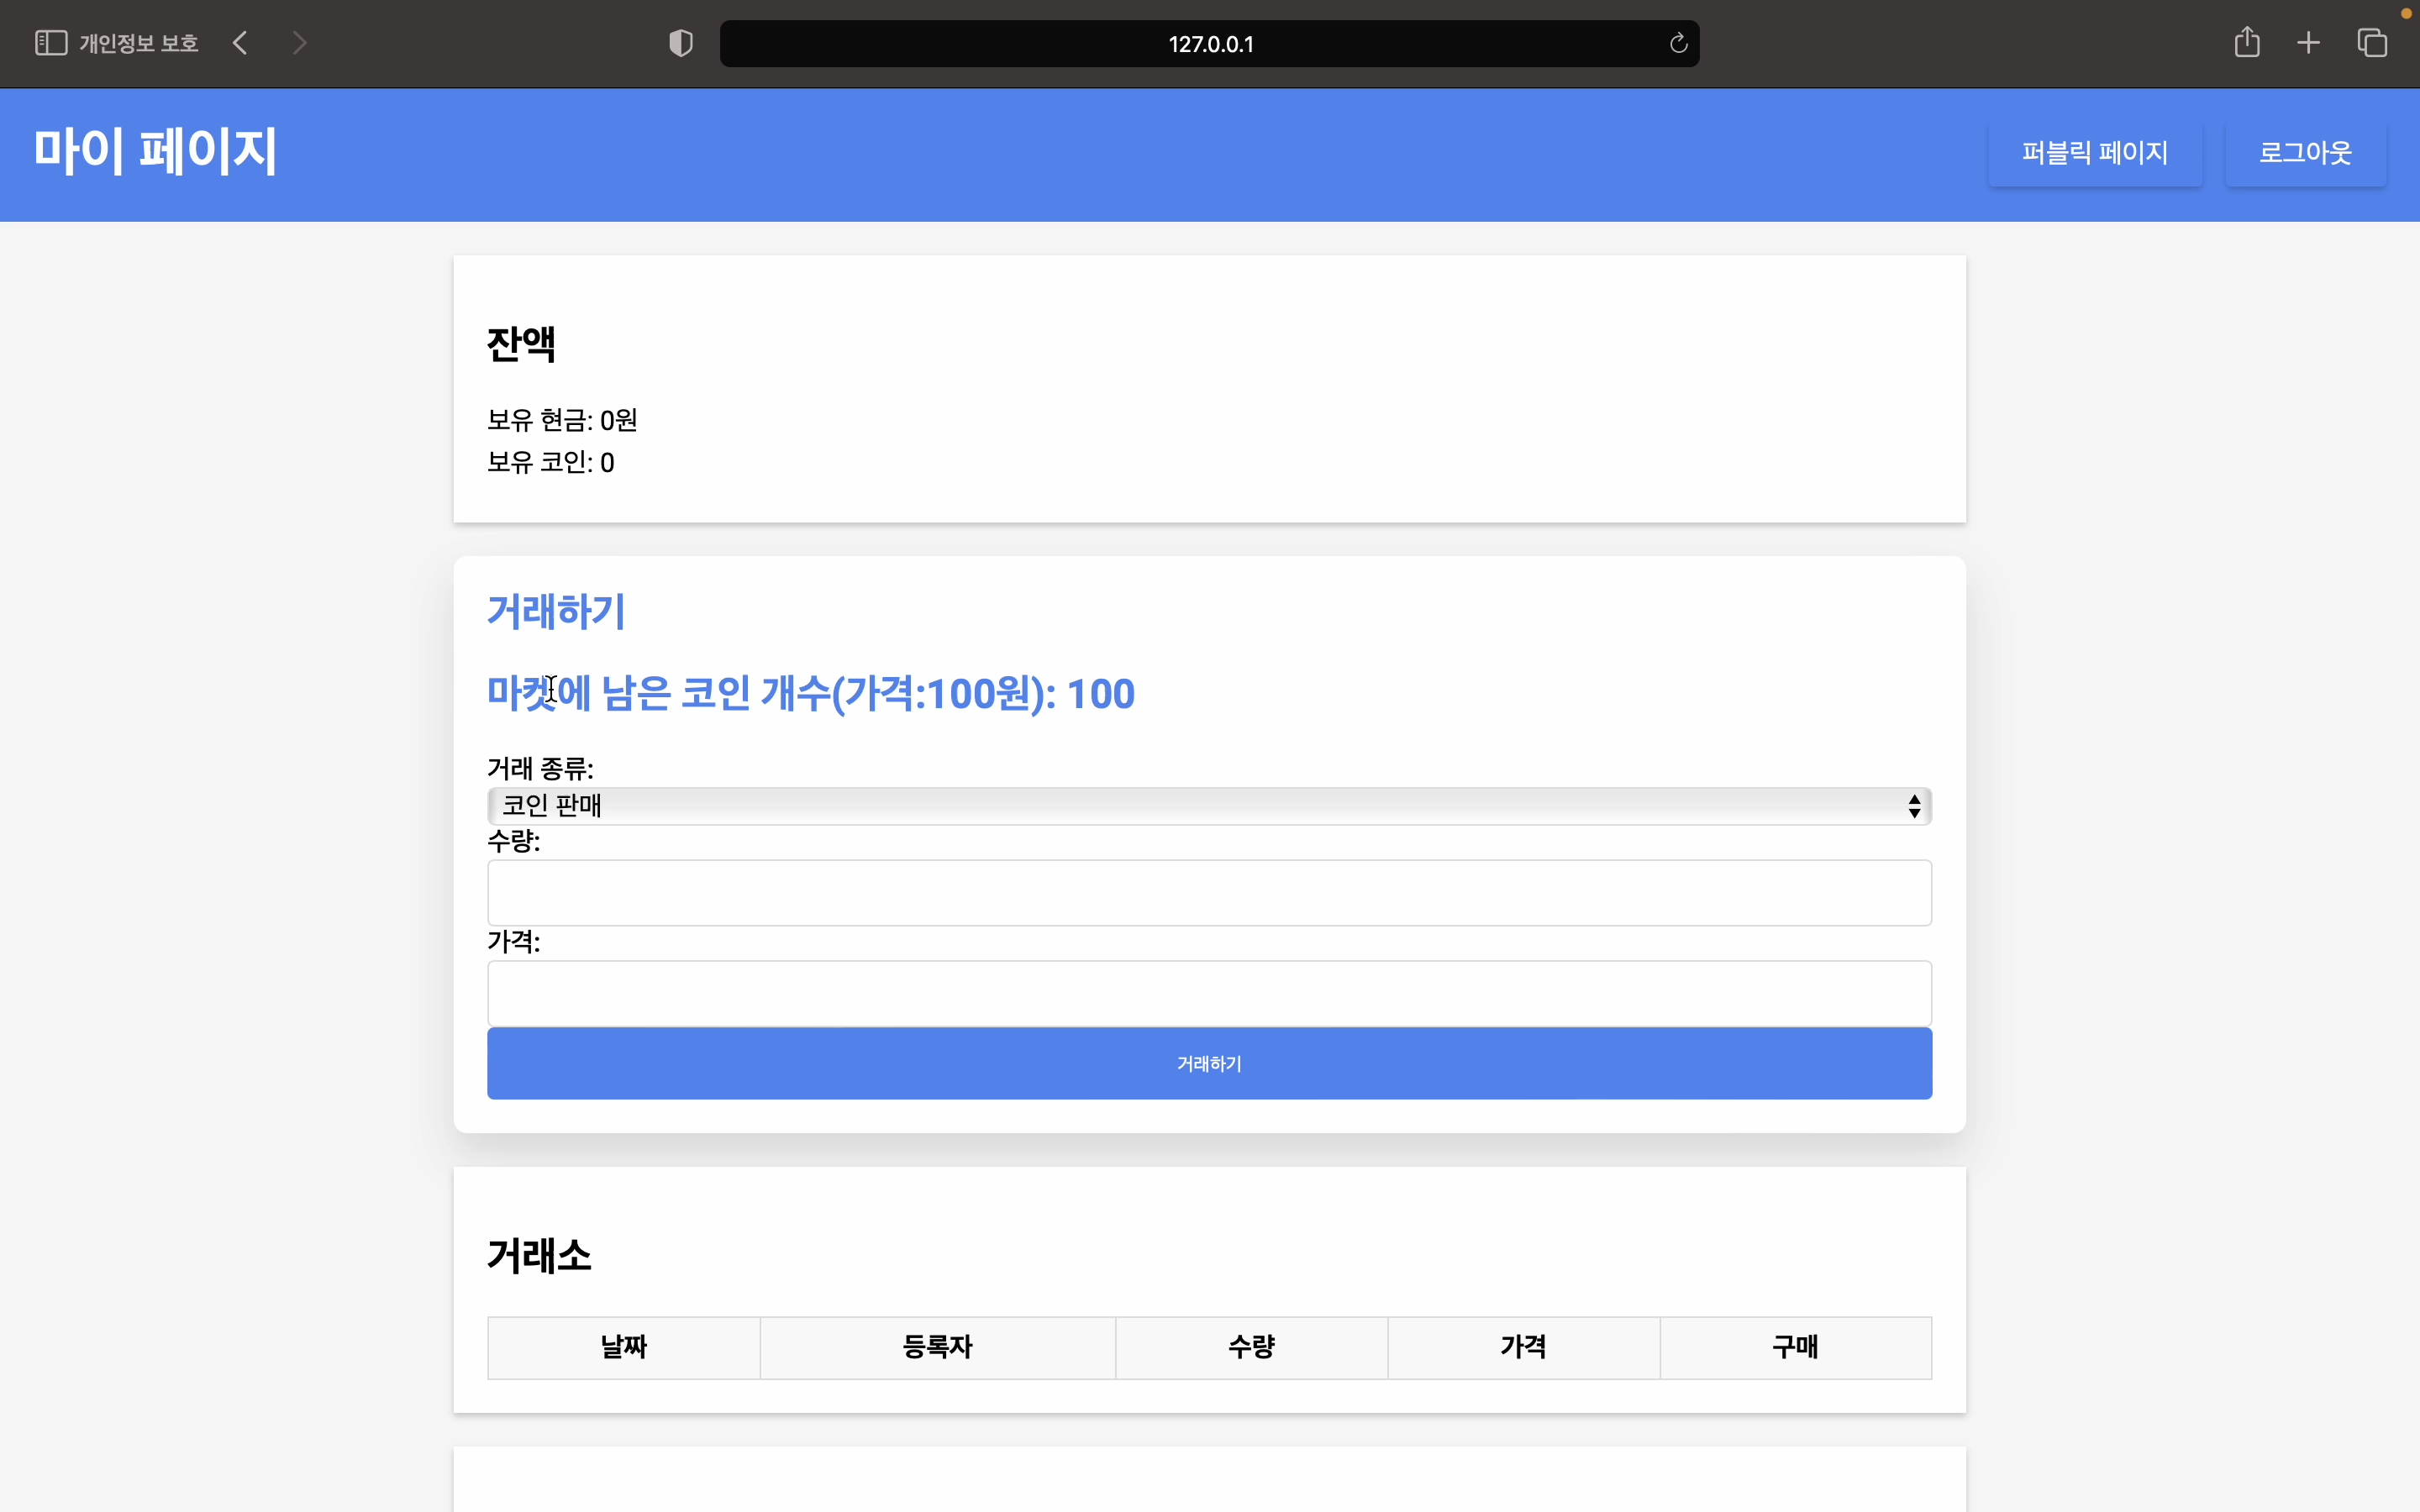 개인정보 보호
127.0.0.1
마이 페이지
퍼블릭 페이지
로그아웃
잔액
보유 현금: 0원
보유 코인: 0
거래하기
마켓에 남은 코인 개수(가격:100원): 100
거래 종류:
코인 판매
수량:
가격:
거래하기
거래소
날짜 등록자 수량 가격 구매